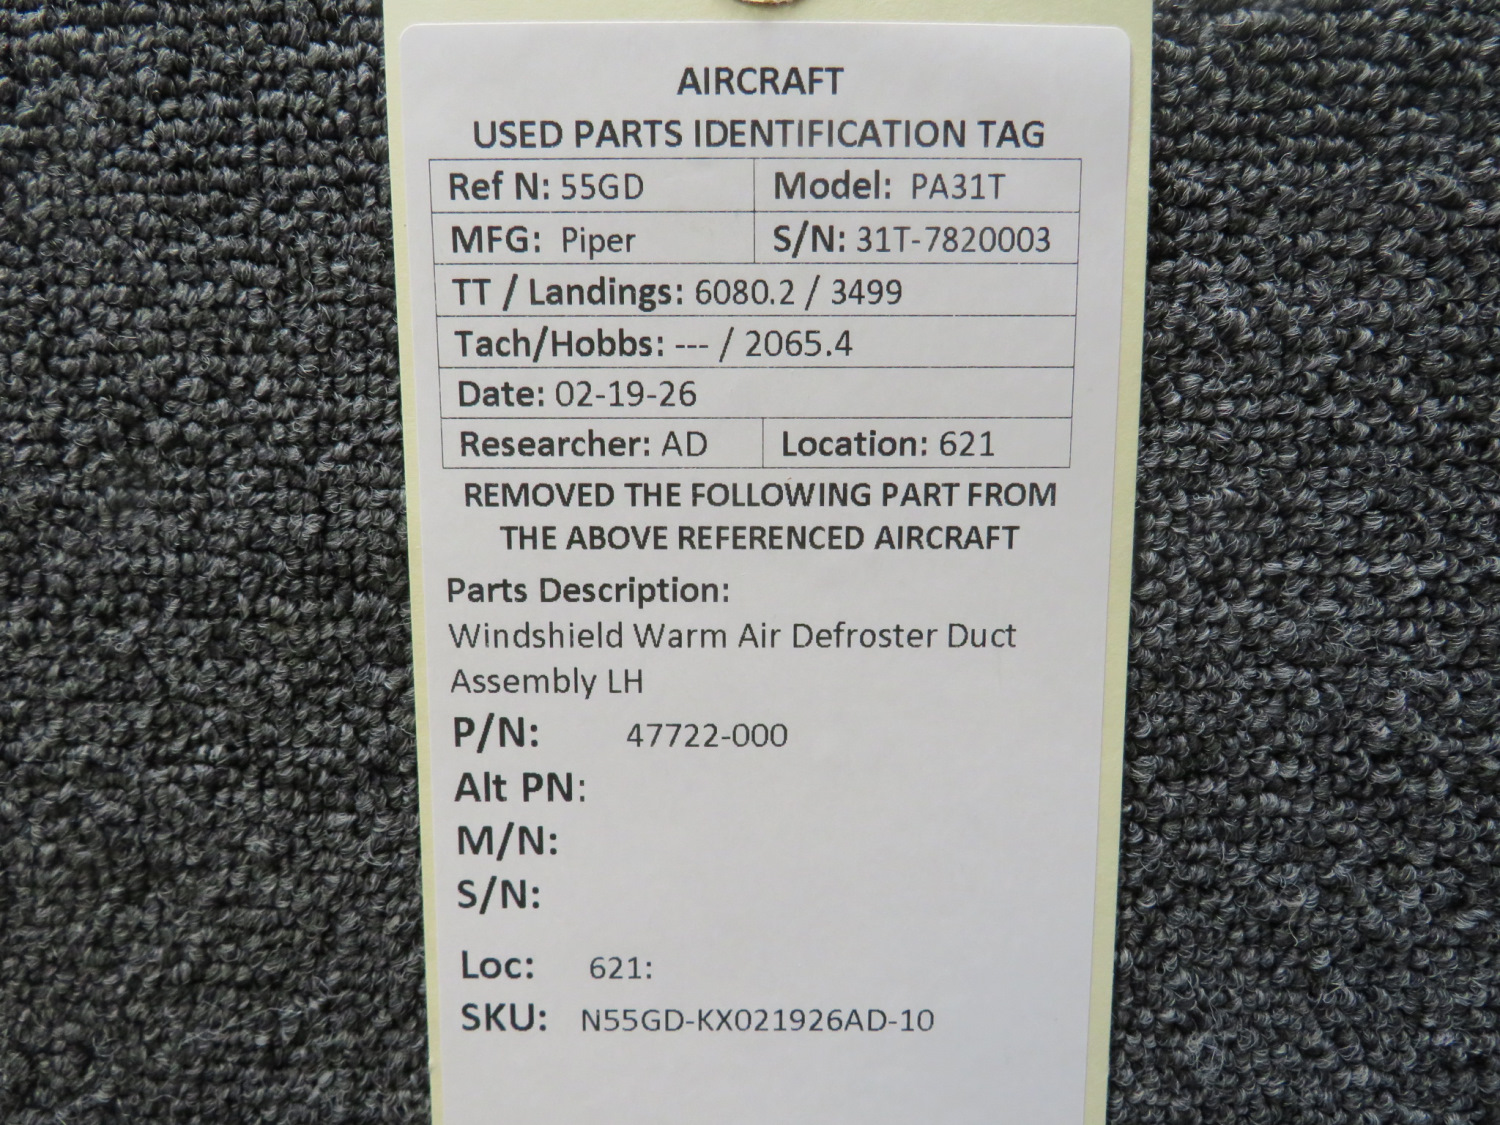 AIRCRAFT
USED PARTS IDENTIFICATION TAG
Ref N: 55GD Model: PA31T
MFG: Piper S/N: 31T-7820003
TT / Landings: 6080.2 / 3499
Tach/Hobbs: --- / 2065.4
Date: 02-19-26
Researcher: AD Location: 621
REMOVED THE FOLLOWING PART FROM
THE ABOVE REFERENCED AIRCRAFT
Parts Description:
Windshield Warm Air Defroster Duct
Assembly LH
P/N: 47722-000
Alt PN:
M/N:
S/N:
Loc: 621:
SKU: N55GD-KX021926AD-10